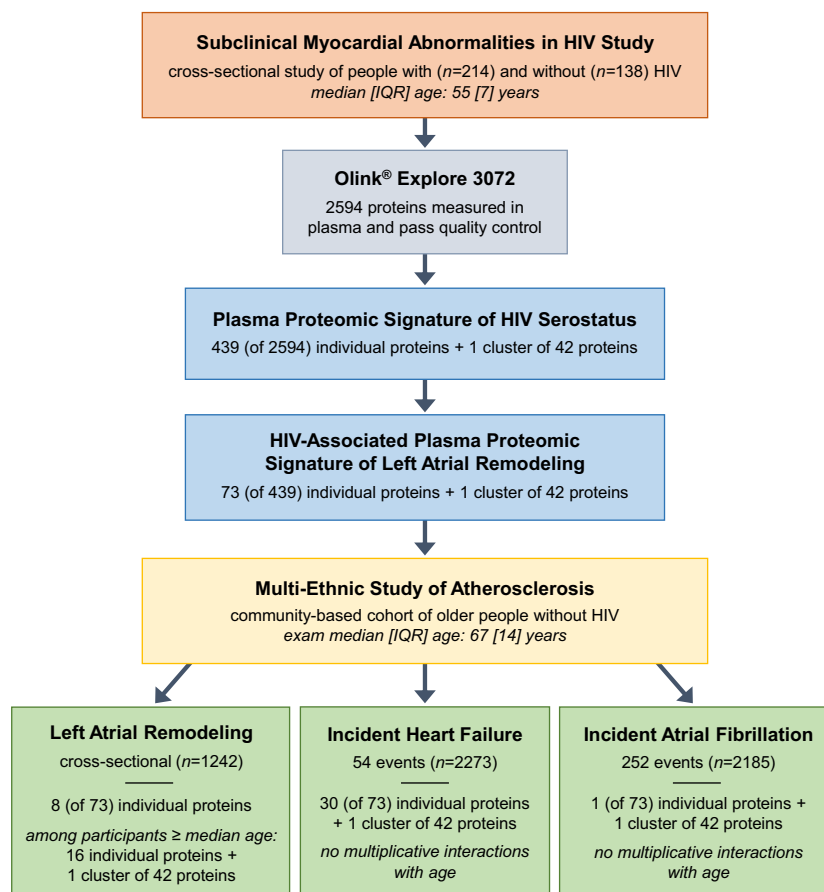 Subclinical Myocardial Abnormalities in HIV Study
cross-sectional study of people with (n=214) and without (n=138) HIV
median [IQR] age: 55 [7] years
Olink® Explore 3072
2594 proteins measured in
plasma and pass quality control
Plasma Proteomic Signature of HIV Serostatus
439 (of 2594) individual proteins + 1 cluster of 42 proteins
HIV-Associated Plasma Proteomic
Signature of Left Atrial Remodeling
73 (of 439) individual proteins + 1 cluster of 42 proteins
Multi-Ethnic Study of Atherosclerosis
community-based cohort of older people without HIV
exam median [IQR] age: 67 [14] years
Left Atrial Remodeling
cross-sectional (n=1242)
8 (of 73) individual proteins
among participants ≥ median age:
16 individual proteins +
1 cluster of 42 proteins
Incident Heart Failure
54 events (n=2273)
30 (of 73) individual proteins
+ 1 cluster of 42 proteins
no multiplicative interactions
with age
Incident Atrial Fibrillation
252 events (n=2185)
1 (of 73) individual proteins +
1 cluster of 42 proteins
no multiplicative interactions
with age